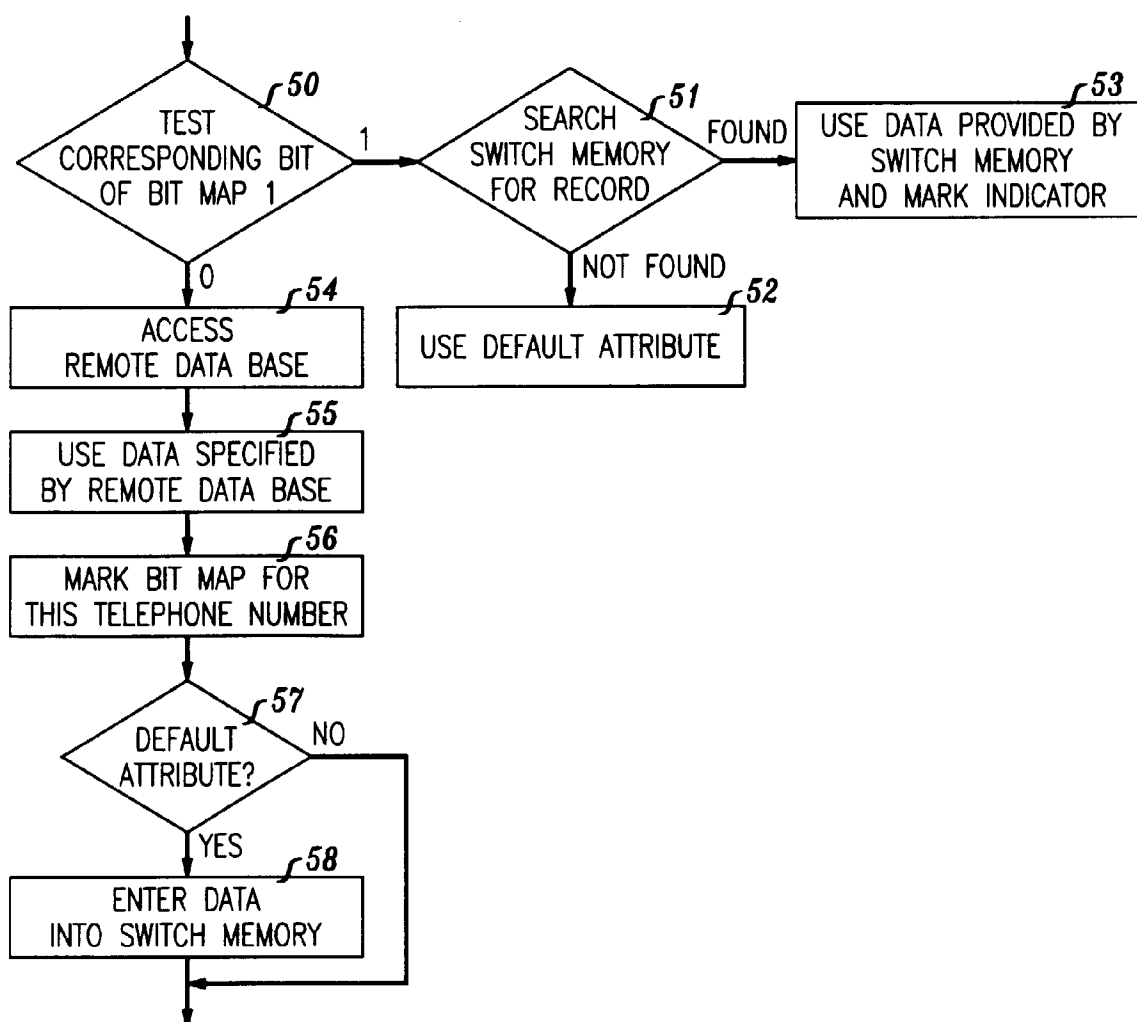 50
TEST
CORRESPONDING BIT
OF BIT MAP 1
1
0
51
SEARCH
SWITCH MEMORY
FOR RECORD
FOUND
NOT FOUND
53
USE DATA PROVIDED BY
SWITCH MEMORY
AND MARK INDICATOR
52
USE DEFAULT ATTRIBUTE
54
ACCESS
REMOTE DATA BASE
55
USE DATA SPECIFIED
BY REMOTE DATA BASE
56
MARK BIT MAP FOR
THIS TELEPHONE NUMBER
57
DEFAULT
ATTRIBUTE?
NO
YES
58
ENTER DATA
INTO SWITCH MEMORY